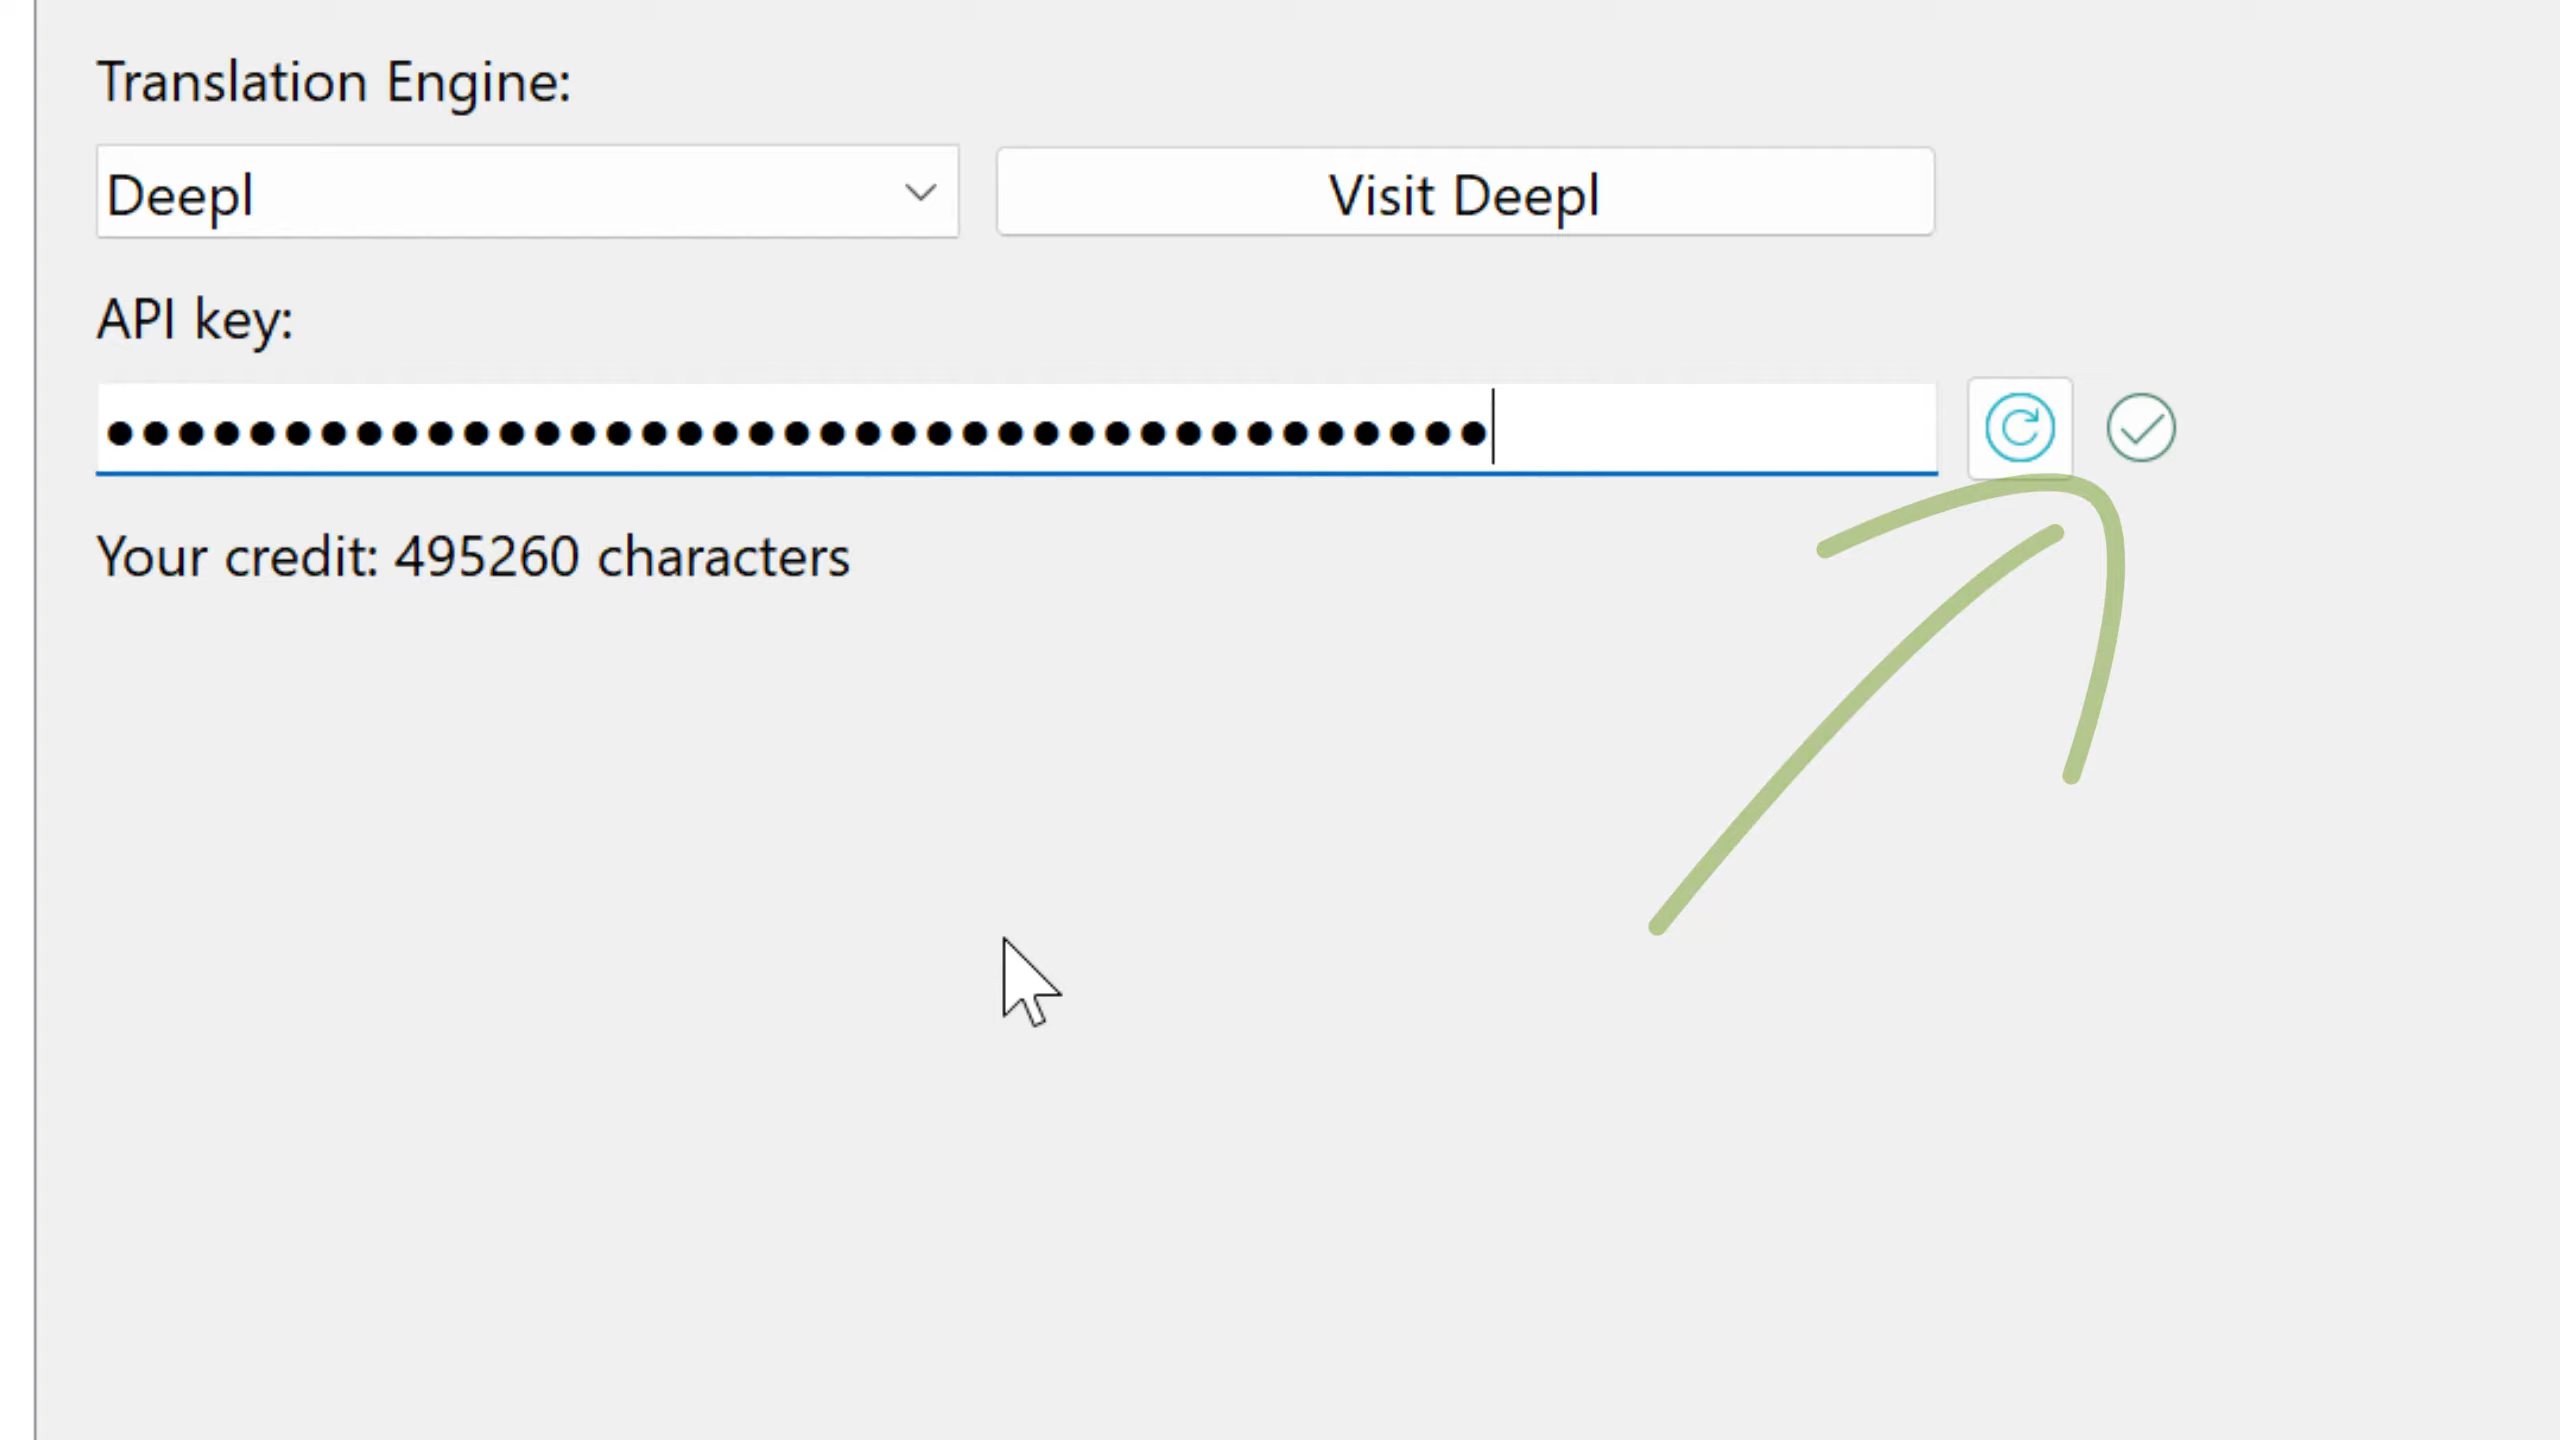 Translation Engine:
Deepl
Visit Deepl
API key:
●●●●●●●●●●●●●●●●●●●●●●●●●●●●●●●●●●●●●●●
Your credit: 495260 characters